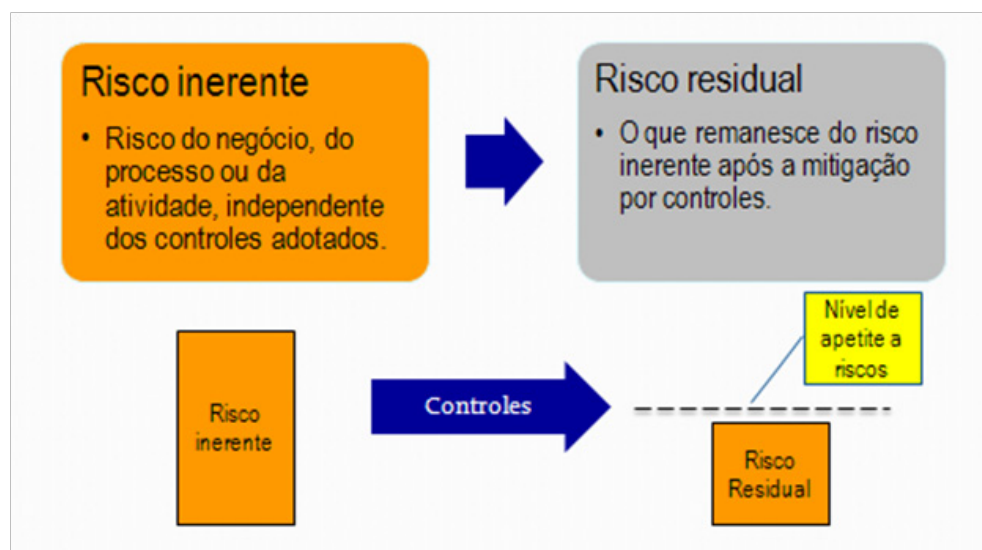 Risco inerente
• Risco do negócio, do
processo ou da
atividade, independente
dos controles adotados.
Risco residual
• O que remanesce do risco
inerente após a mitigação
por controles.
Nível de
apetite a
riscos
Risco
inerente
Controles
Risco
Residual